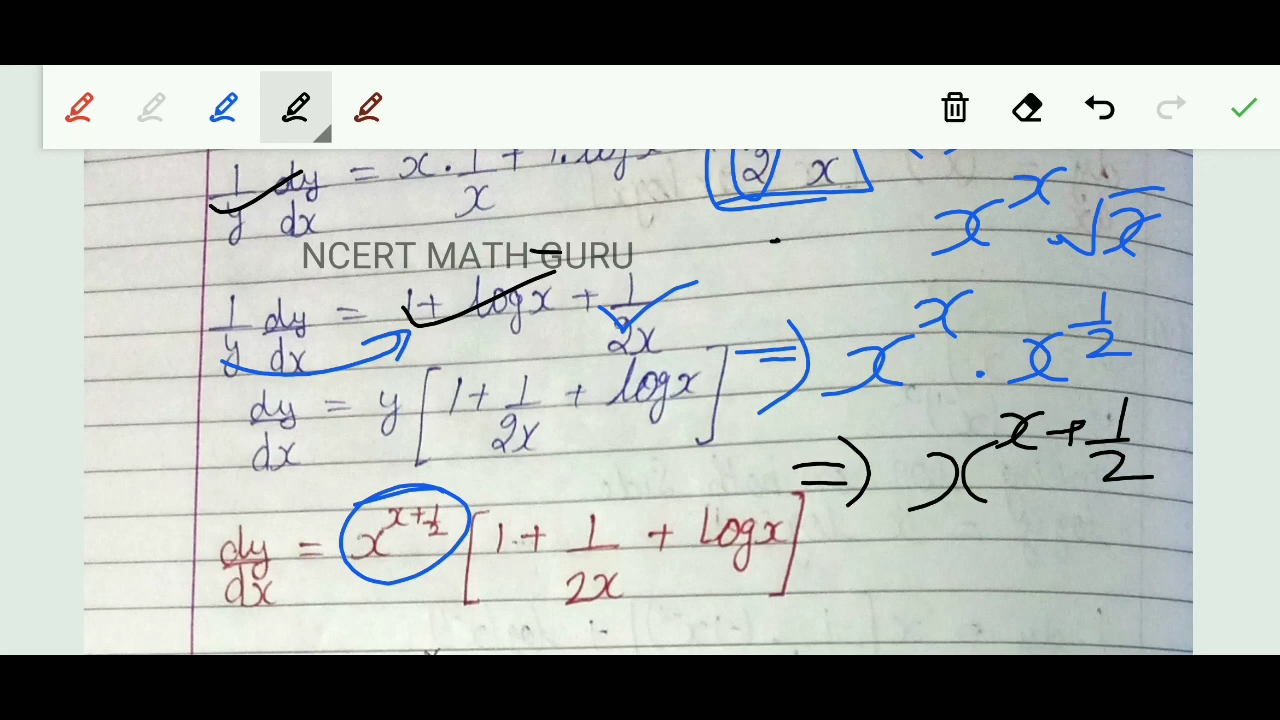 1/y dy/dx = x · 1/x + 1 · log x
1/2 x
x^x √x
NCERT MATH GURU
1/y dy/dx = 1 + log x + 1/2x
⇒ x^x · x^1/2
dy/dx = y [1 + 1/2x + log x]
⇒ x^x+1/2
dy/dx = x^x+1/2 [1 + 1/2x + log x]